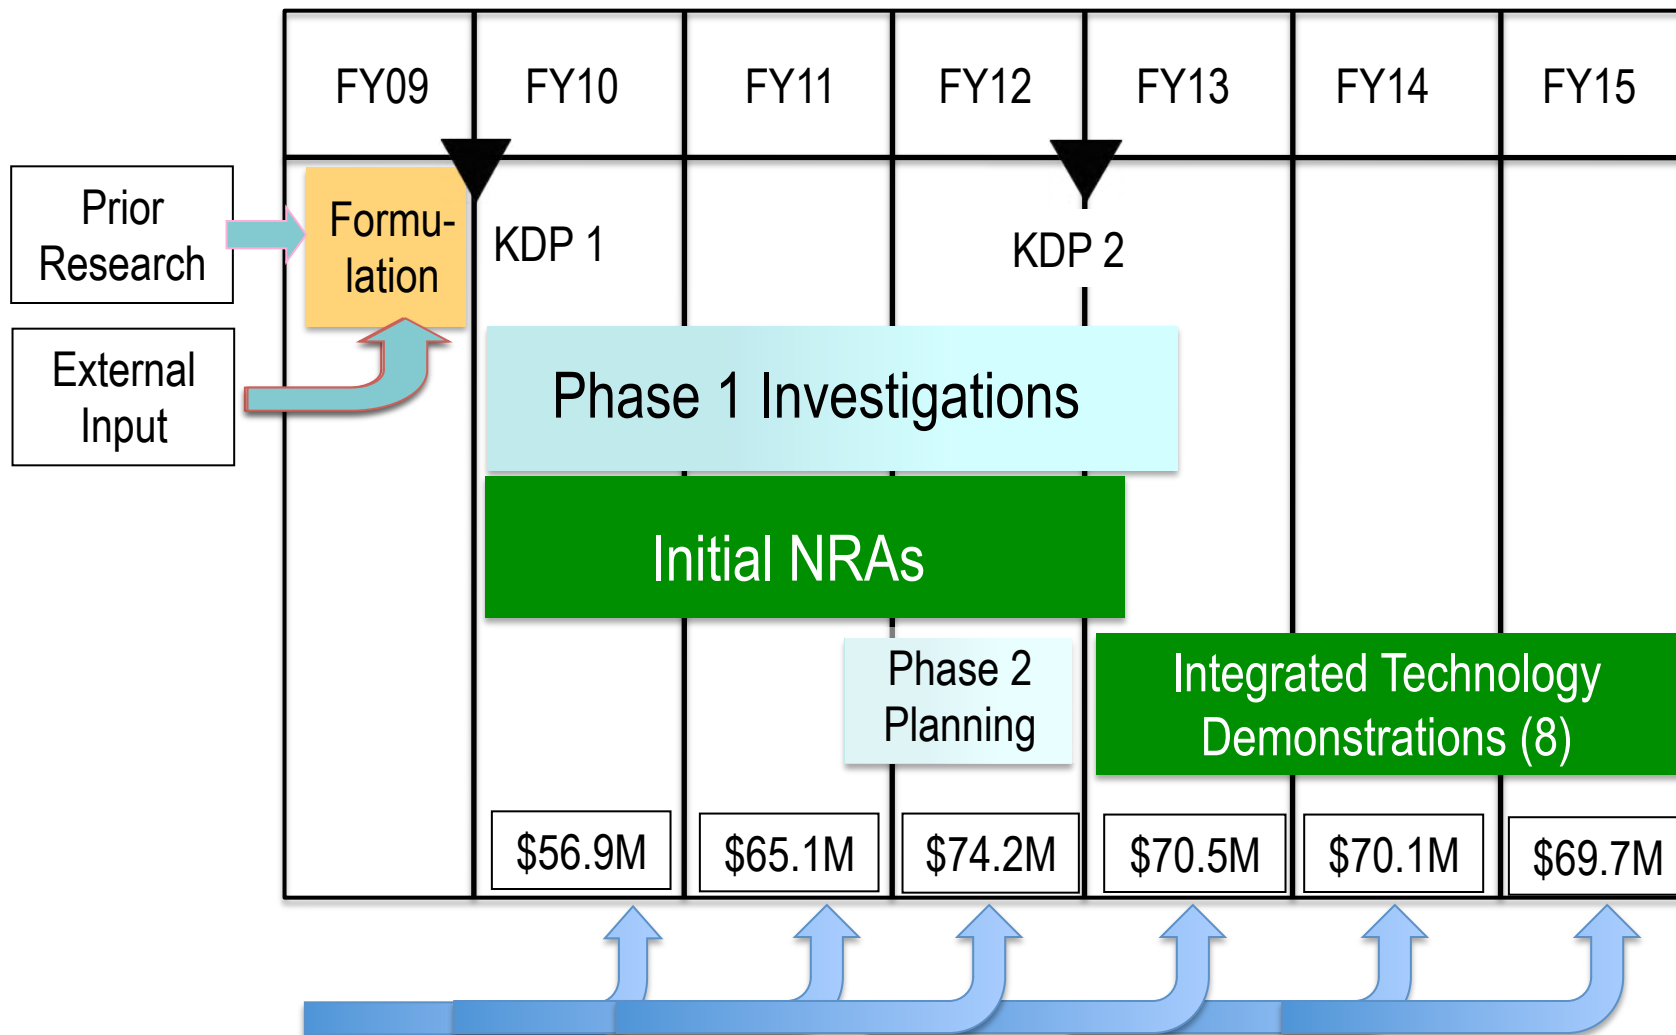 FY09 FY10 FY11 FY12 FY13 FY14 FY15
Prior
Research
Formu-
lation
KDP 1
KDP 2
External
Input
Phase 1 Investigations
Initial NRAs
Phase 2
Planning
Integrated Technology
Demonstrations (8)
$56.9M $65.1M $74.2M $70.5M $70.1M $69.7M